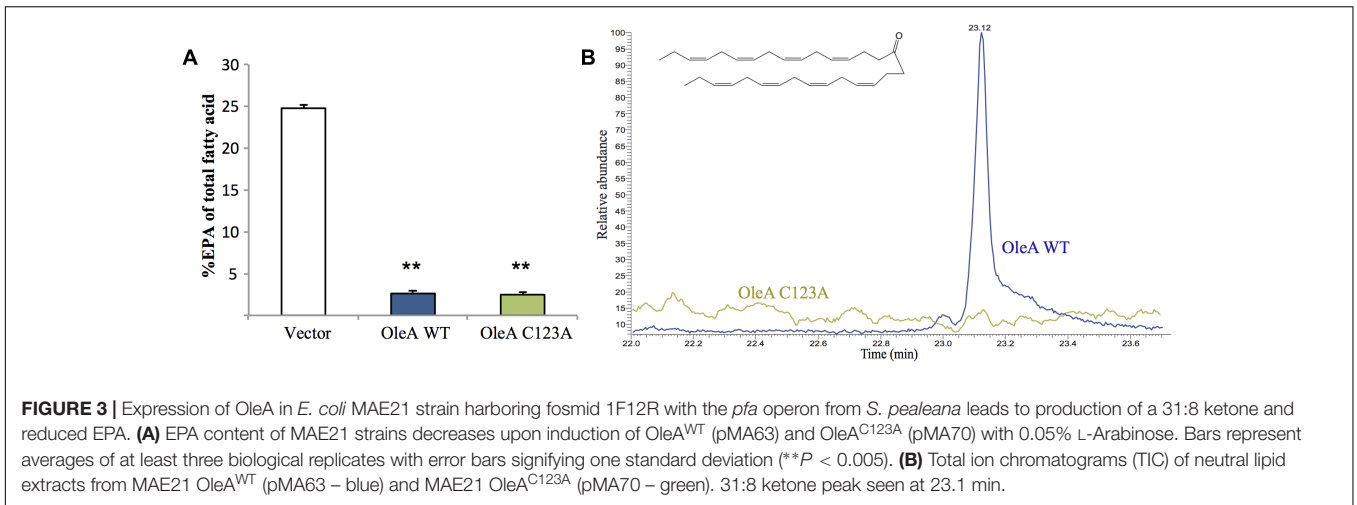 A
%EPA of total fatty acid
30
25
20
15
10
5
**
**
Vector OleA WT OleA C123A
B
O
23.12
Relative abundance
100
95
90
85
80
75
70
65
60
55
50
45
40
35
30
25
20
15
10
OleA WT
OleA C123A
22.0 22.2 22.4 22.6 22.8 23.0 23.2 23.4 23.6
Time (min)
FIGURE 3 | Expression of OleA in E. coli MAE21 strain harboring fosmid 1F12R with the pfa operon from S. pealeana leads to production of a 31:8 ketone and
reduced EPA. (A) EPA content of MAE21 strains decreases upon induction of OleA^WT (pMA63) and OleA^C123A (pMA70) with 0.05% L-Arabinose. Bars represent
averages of at least three biological replicates with error bars signifying one standard deviation (**P < 0.005). (B) Total ion chromatograms (TIC) of neutral lipid
extracts from MAE21 OleA^WT (pMA63 – blue) and MAE21 OleA^C123A (pMA70 – green). 31:8 ketone peak seen at 23.1 min.